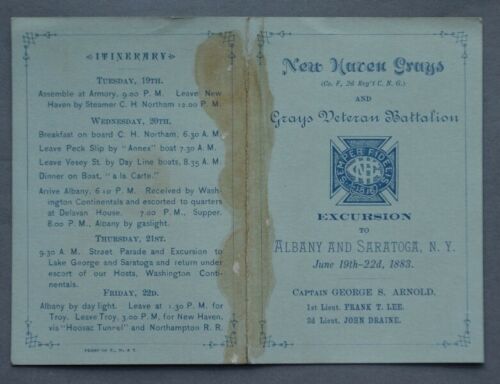 ITINERARY
TUESDAY, 19TH.
Assemble at Armory, 9.00 P. M. Leave New
Haven by Steamer C. H. Northam 12.00 P. M.
WEDNESDAY, 20TH.
Breakfast on board C. H. Northam, 6.30 A. M.
Leave Peck Slip by "Annex" boat 7.30 A. M.
Leave Vesey St. by Day Line boats, 8.35 A. M.
Dinner on Boat, "a la Carte."
Arrive Albany, 6.10 P. M. Received by Wash-
ington Continentals and escorted to quarters
at Delavan House. 7.00 P. M., Supper.
8.00 P. M., Albany by gaslight.
THURSDAY, 21ST.
9.30 A. M. Street Parade and Excursion to
Lake George and Saratoga and return under
escort of our Hosts, Washington Conti-
nentals.
FRIDAY, 22D.
Albany by day light. Leave at 1.30 P. M. for
Troy. Leave Troy, 3.00 P. M., for New Haven,
via "Hoosac Tunnel" and Northampton R. R.
New Haven Grays
(Co. F, 2d Reg't C. N. G.)
AND
Grays Veteran Battalion
SEMPER FIDELIS
1816
EXCURSION
TO
ALBANY AND SARATOGA, N. Y.
June 19th-22d, 1883.
CAPTAIN GEORGE S. ARNOLD.
1st Lieut. FRANK T. LEE.
2d Lieut. JOHN DRAINE.